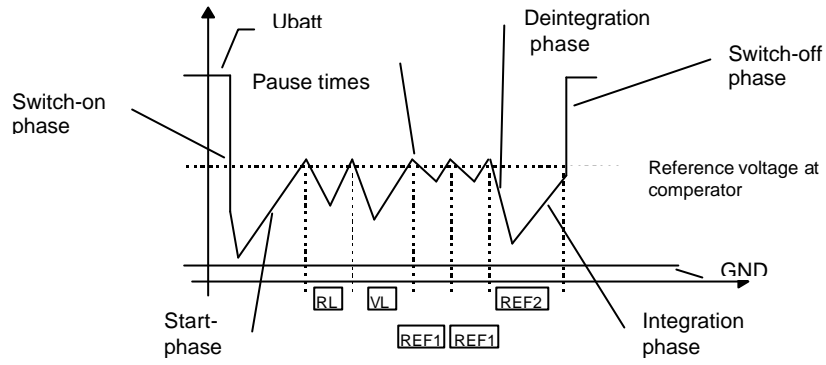 Ubatt
Deintegration
phase
Switch-off
phase
Pause times
Switch-on
phase
Reference voltage at
comperator
GND
RL
VL
REF2
Start-
phase
REF1
REF1
Integration
phase